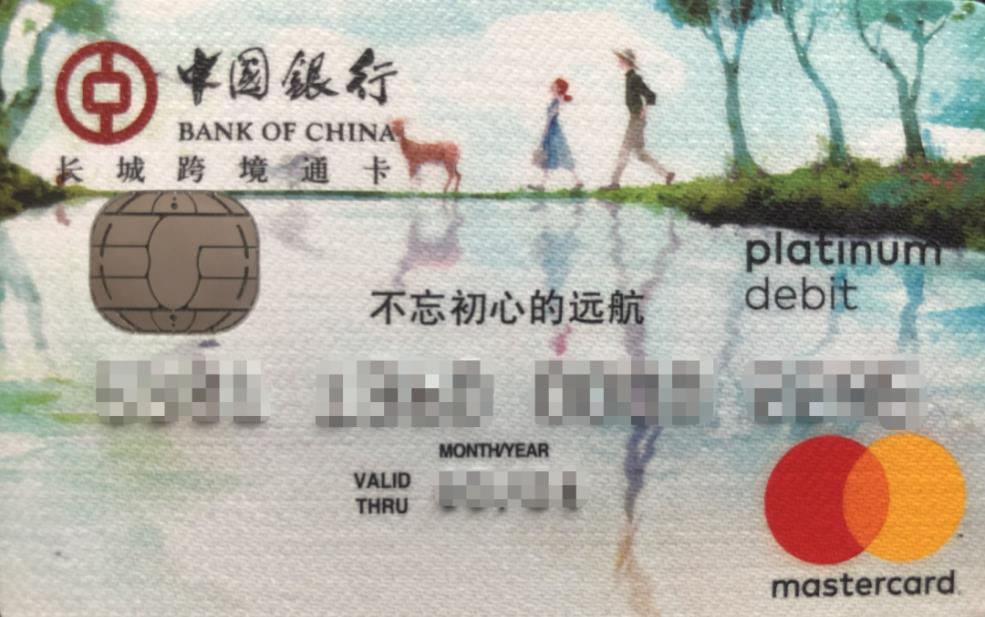 中国銀行
BANK OF CHINA
长城跨境通卡
platinum
debit
不忘初心的远航
MONTH/YEAR
VALID
THRU
mastercard